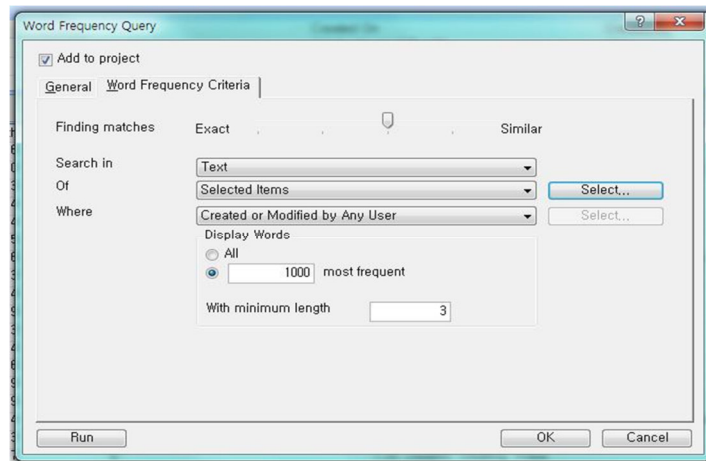 Word Frequency Query
Add to project
General Word Frequency Criteria
Finding matches Exact Similar
Search in Text
Of Selected Items Select...
Where Created or Modified by Any User Select...
Display Words
All
1000 most frequent
With minimum length 3
Run OK Cancel